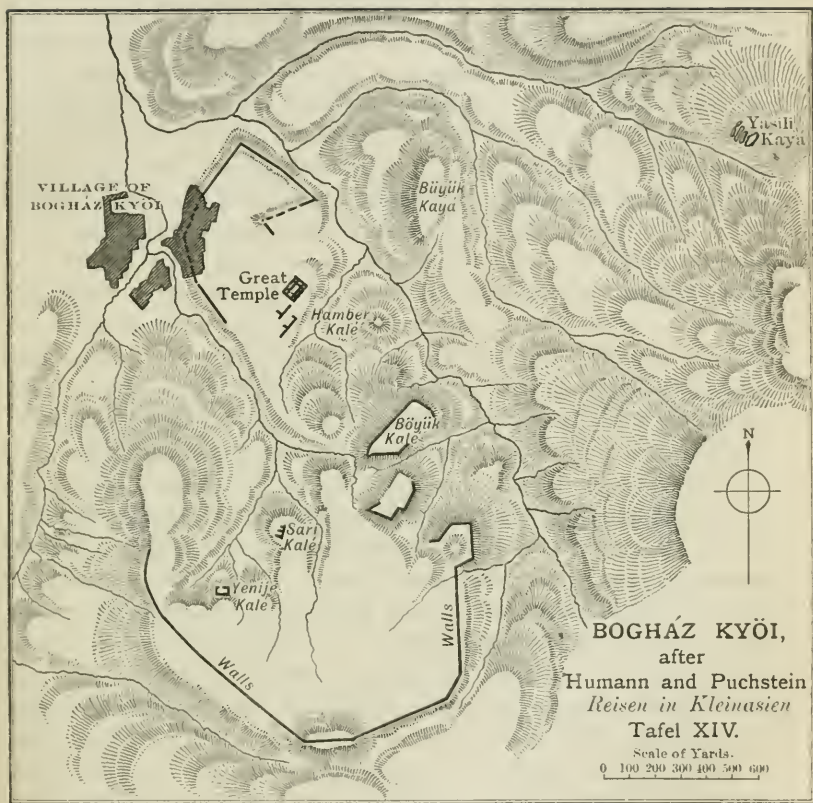 Yasili
Kaya
VILLAGE OF
BOGHÁZ KYÖI
Büyük
Kaya
Great
Temple
Hamber
Kale
Böyük
Kale
N
Sari
Kale
Yenije
Kale
Walls
Walls
BOGHÁZ KYÖI,
after
Humann and Puchstein
Reisen in Kleinasien
Tafel XIV.
Scale of Yards.
0 100 200 300 400 500 600